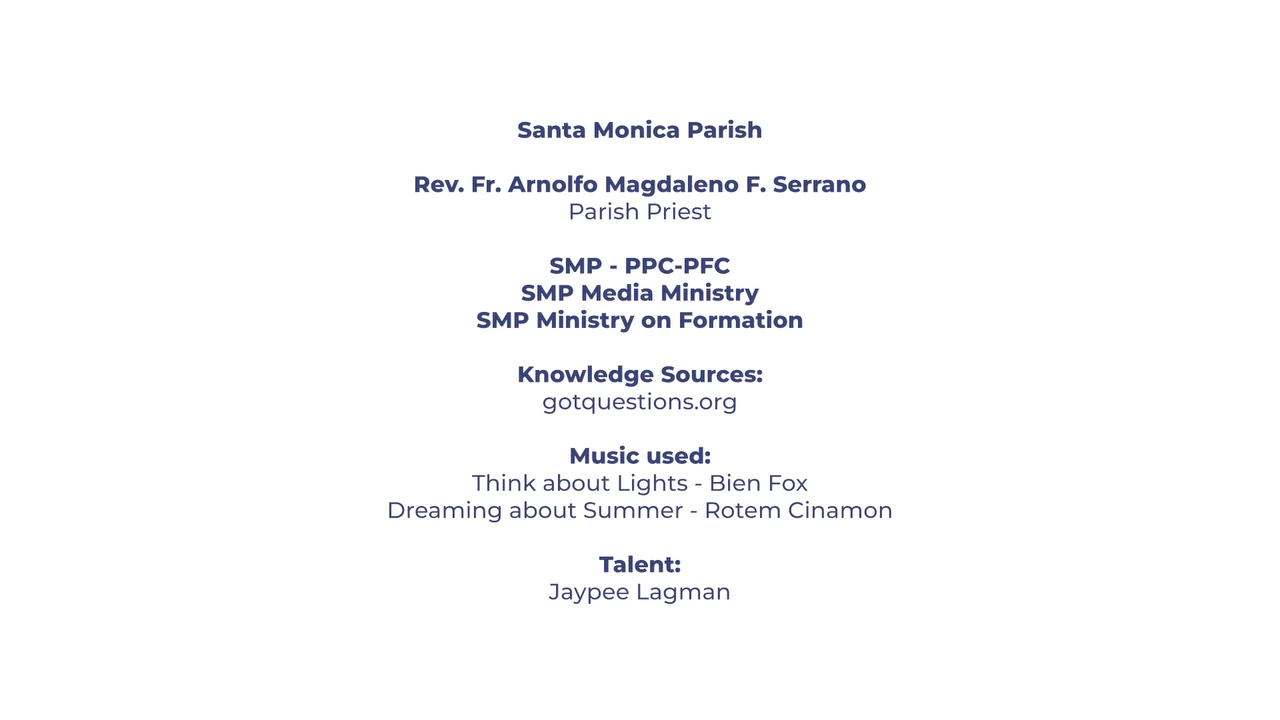 Santa Monica Parish
Rev. Fr. Arnolfo Magdaleno F. Serrano
Parish Priest
SMP - PPC-PFC
SMP Media Ministry
SMP Ministry on Formation
Knowledge Sources:
gotquestions.org
Music used:
Think about Lights - Bien Fox
Dreaming about Summer - Rotem Cinamon
Talent:
Jaypee Lagman